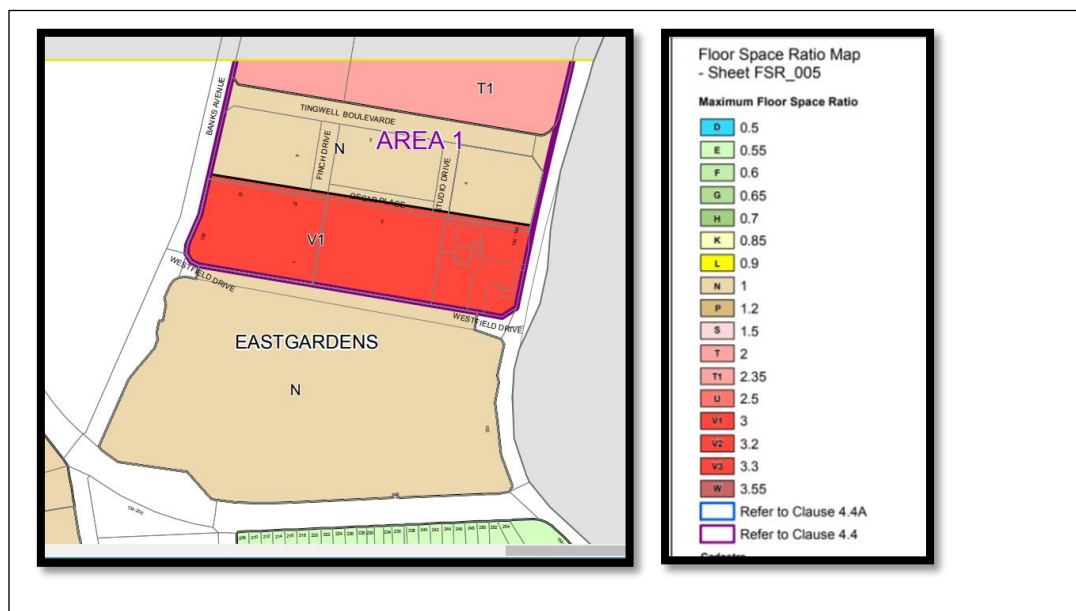 T1
BANKS AVENUE
TINGWELL BOULEVARDE
AREA 1
FINCH DRIVE
N
STUDIO DRIVE
OSCAR PLACE
V1
WESTFIELD DRIVE
WESTFIELD DRIVE
EASTGARDENS
N
Floor Space Ratio Map
- Sheet FSR_005
Maximum Floor Space Ratio
D 0.5
E 0.55
F 0.6
G 0.65
H 0.7
K 0.85
L 0.9
N 1
P 1.2
S 1.5
T 2
T1 2.35
U 2.5
V1 3
V2 3.2
V3 3.3
W 3.55
Refer to Clause 4.4A
Refer to Clause 4.4